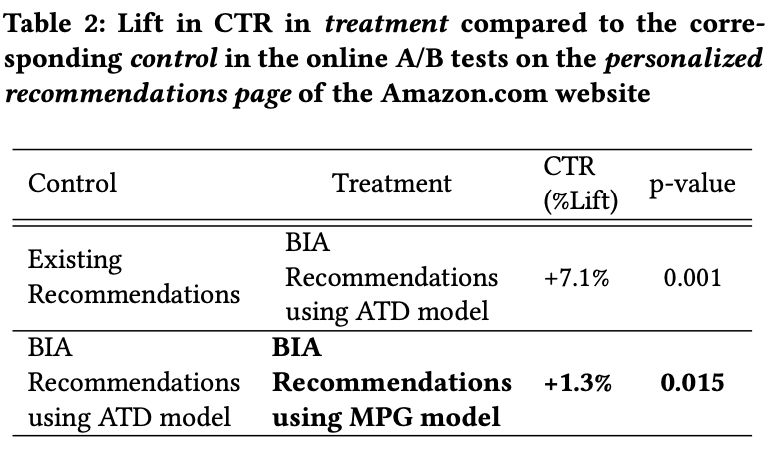 Table 2: Lift in CTR in treatment compared to the corre-
sponding control in the online A/B tests on the personalized
recommendations page of the Amazon.com website
Control Treatment CTR (%Lift) p-value
Existing Recommendations BIA Recommendations using ATD model +7.1% 0.001
BIA Recommendations using ATD model BIA Recommendations using MPG model +1.3% 0.015